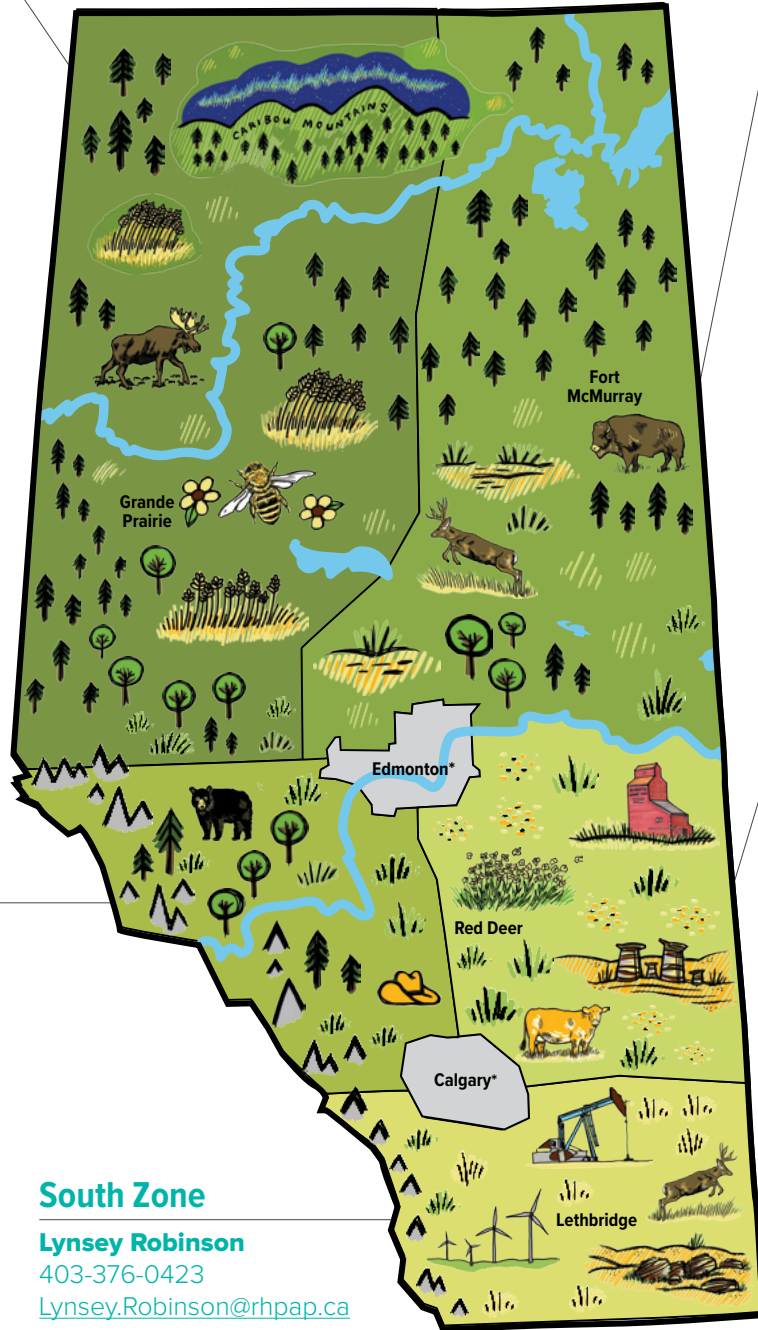 CARIBOU MOUNTAINS
Fort
McMurray
Grande
Prairie
Edmonton*
Red Deer
Calgary*
Lethbridge
South Zone
Lynsey Robinson
403-376-0423
Lynsey.Robinson@rhpap.ca